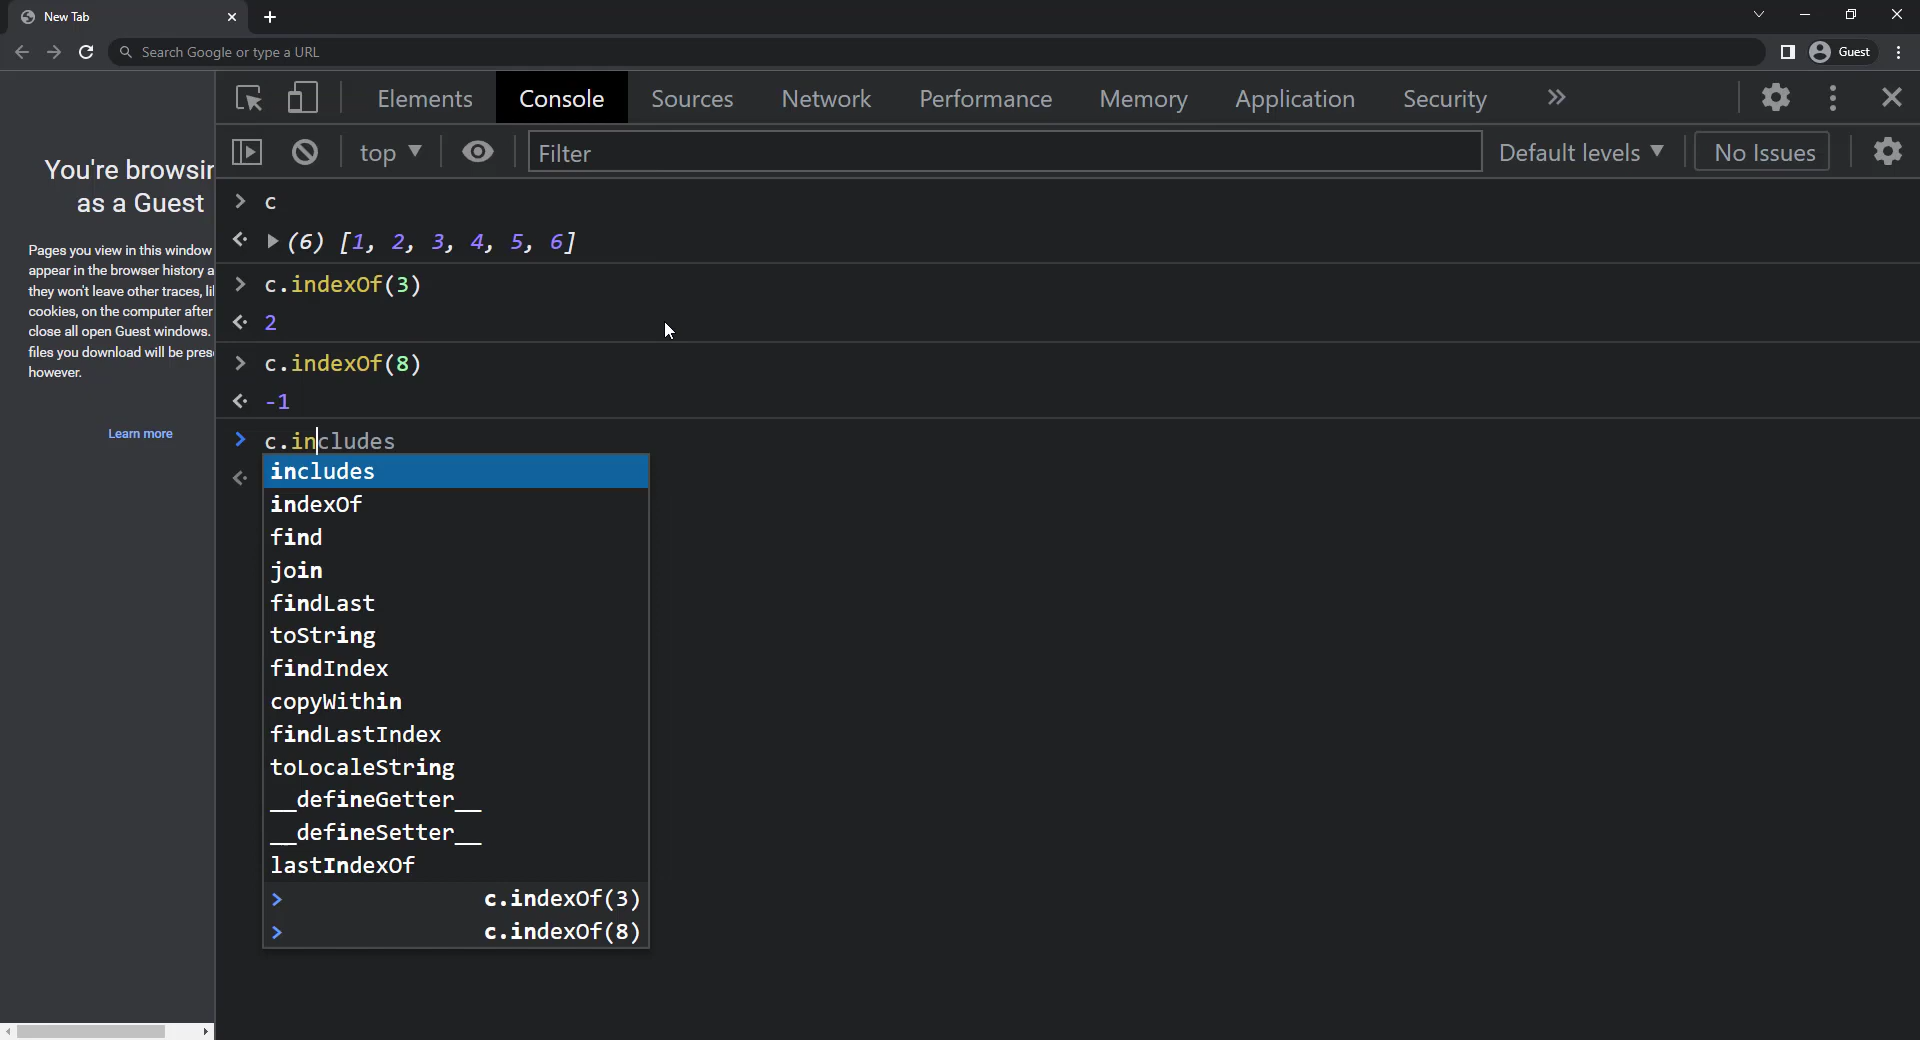 New Tab
Search Google or type a URL
Guest
Elements Console Sources Network Performance Memory Application Security
top Filter Default levels No Issues
You're browsin
as a Guest
Pages you view in this window
appear in the browser history a
they won't leave other traces, li
cookies, on the computer after
close all open Guest windows.
files you download will be pres
however.
Learn more
> c
(6) [1, 2, 3, 4, 5, 6]
> c.indexOf(3)
2
> c.indexOf(8)
-1
> c.includes
includes
indexOf
find
join
findLast
toString
findIndex
copyWithin
findLastIndex
toLocaleString
__defineGetter__
__defineSetter__
lastIndexOf
> c.indexOf(3)
> c.indexOf(8)